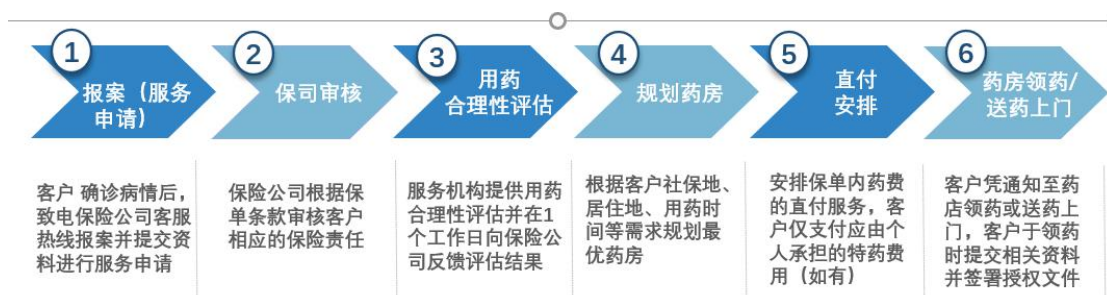 1
报案（服务
申请）
2
保司审核
3
用药
合理性评估
4
规划药房
5
直付
安排
6
药房领药/
送药上门
客户 确诊病情后，
致电保险公司客服
热线报案并提交资
料进行服务申请
保险公司根据保
单条款审核客户
相应的保险责任
服务机构提供用药
合理性评估并在1
个工作日向保险公
司反馈评估结果
根据客户社保地、
居住地、用药时
间等需求规划最
优药房
安排保单内药费
的直付服务，客
户仅支付应由个
人承担的特药费
用（如有）
客户凭通知至药
店领药或送药上
门，客户于领药
时提交相关资料
并签署授权文件